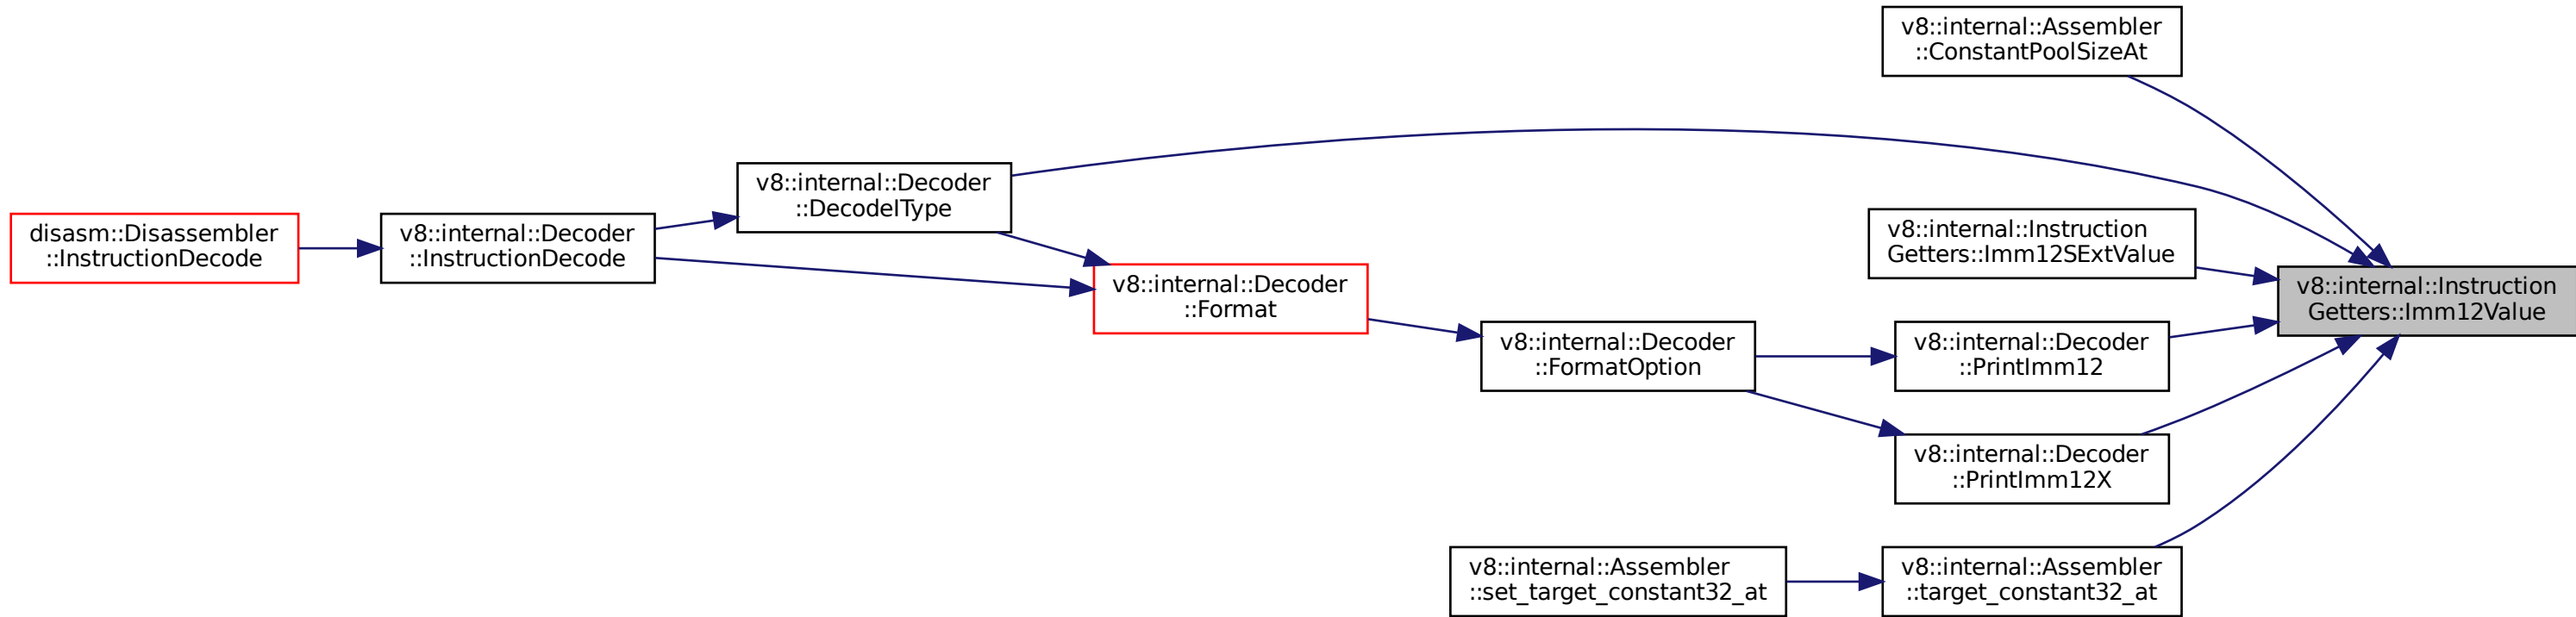 v8::internal::Assembler
::ConstantPoolSizeAt
v8::internal::Decoder
::DecodeIType
disasm::Disassembler
::InstructionDecode
v8::internal::Decoder
::InstructionDecode
v8::internal::Instruction
Getters::Imm12SExtValue
v8::internal::Decoder
::Format
v8::internal::Instruction
Getters::Imm12Value
v8::internal::Decoder
::FormatOption
v8::internal::Decoder
::PrintImm12
v8::internal::Decoder
::PrintImm12X
v8::internal::Assembler
::set_target_constant32_at
v8::internal::Assembler
::target_constant32_at